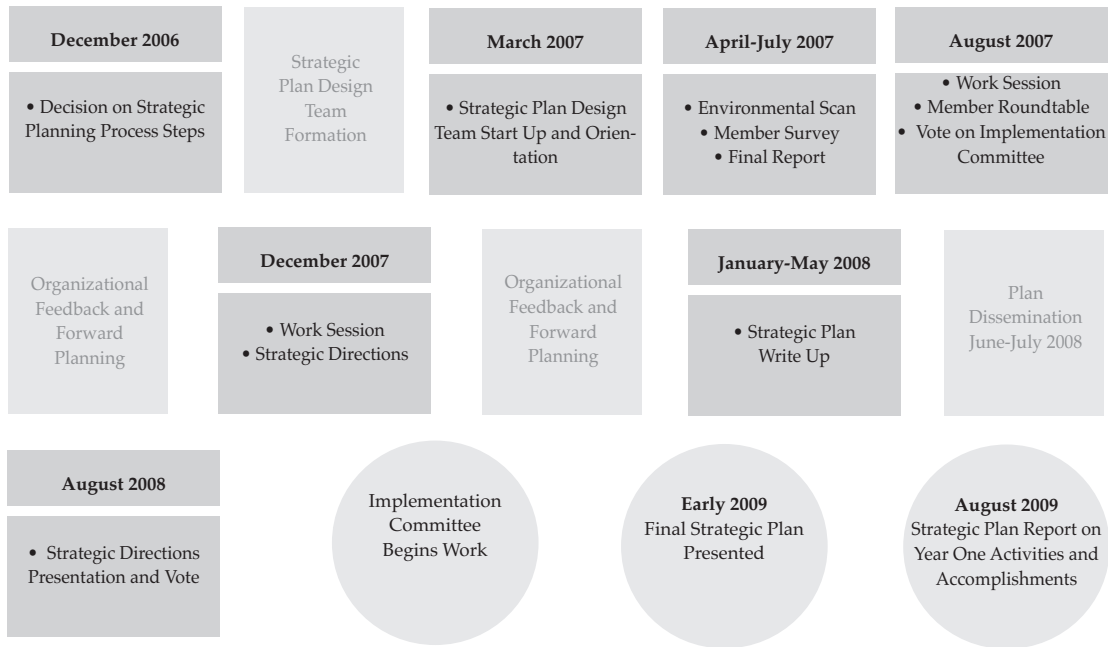 December 2006
• Decision on Strategic
Planning Process Steps
Strategic
Plan Design
Team
Formation
March 2007
• Strategic Plan Design
Team Start Up and Orien-
tation
April-July 2007
• Environmental Scan
• Member Survey
• Final Report
August 2007
• Work Session
• Member Roundtable
• Vote on Implementation
Committee
Organizational
Feedback and
Forward
Planning
December 2007
• Work Session
• Strategic Directions
Organizational
Feedback and
Forward
Planning
January-May 2008
• Strategic Plan
Write Up
Plan
Dissemination
June-July 2008
August 2008
• Strategic Directions
Presentation and Vote
Implementation
Committee
Begins Work
Early 2009
Final Strategic Plan
Presented
August 2009
Strategic Plan Report on
Year One Activities and
Accomplishments